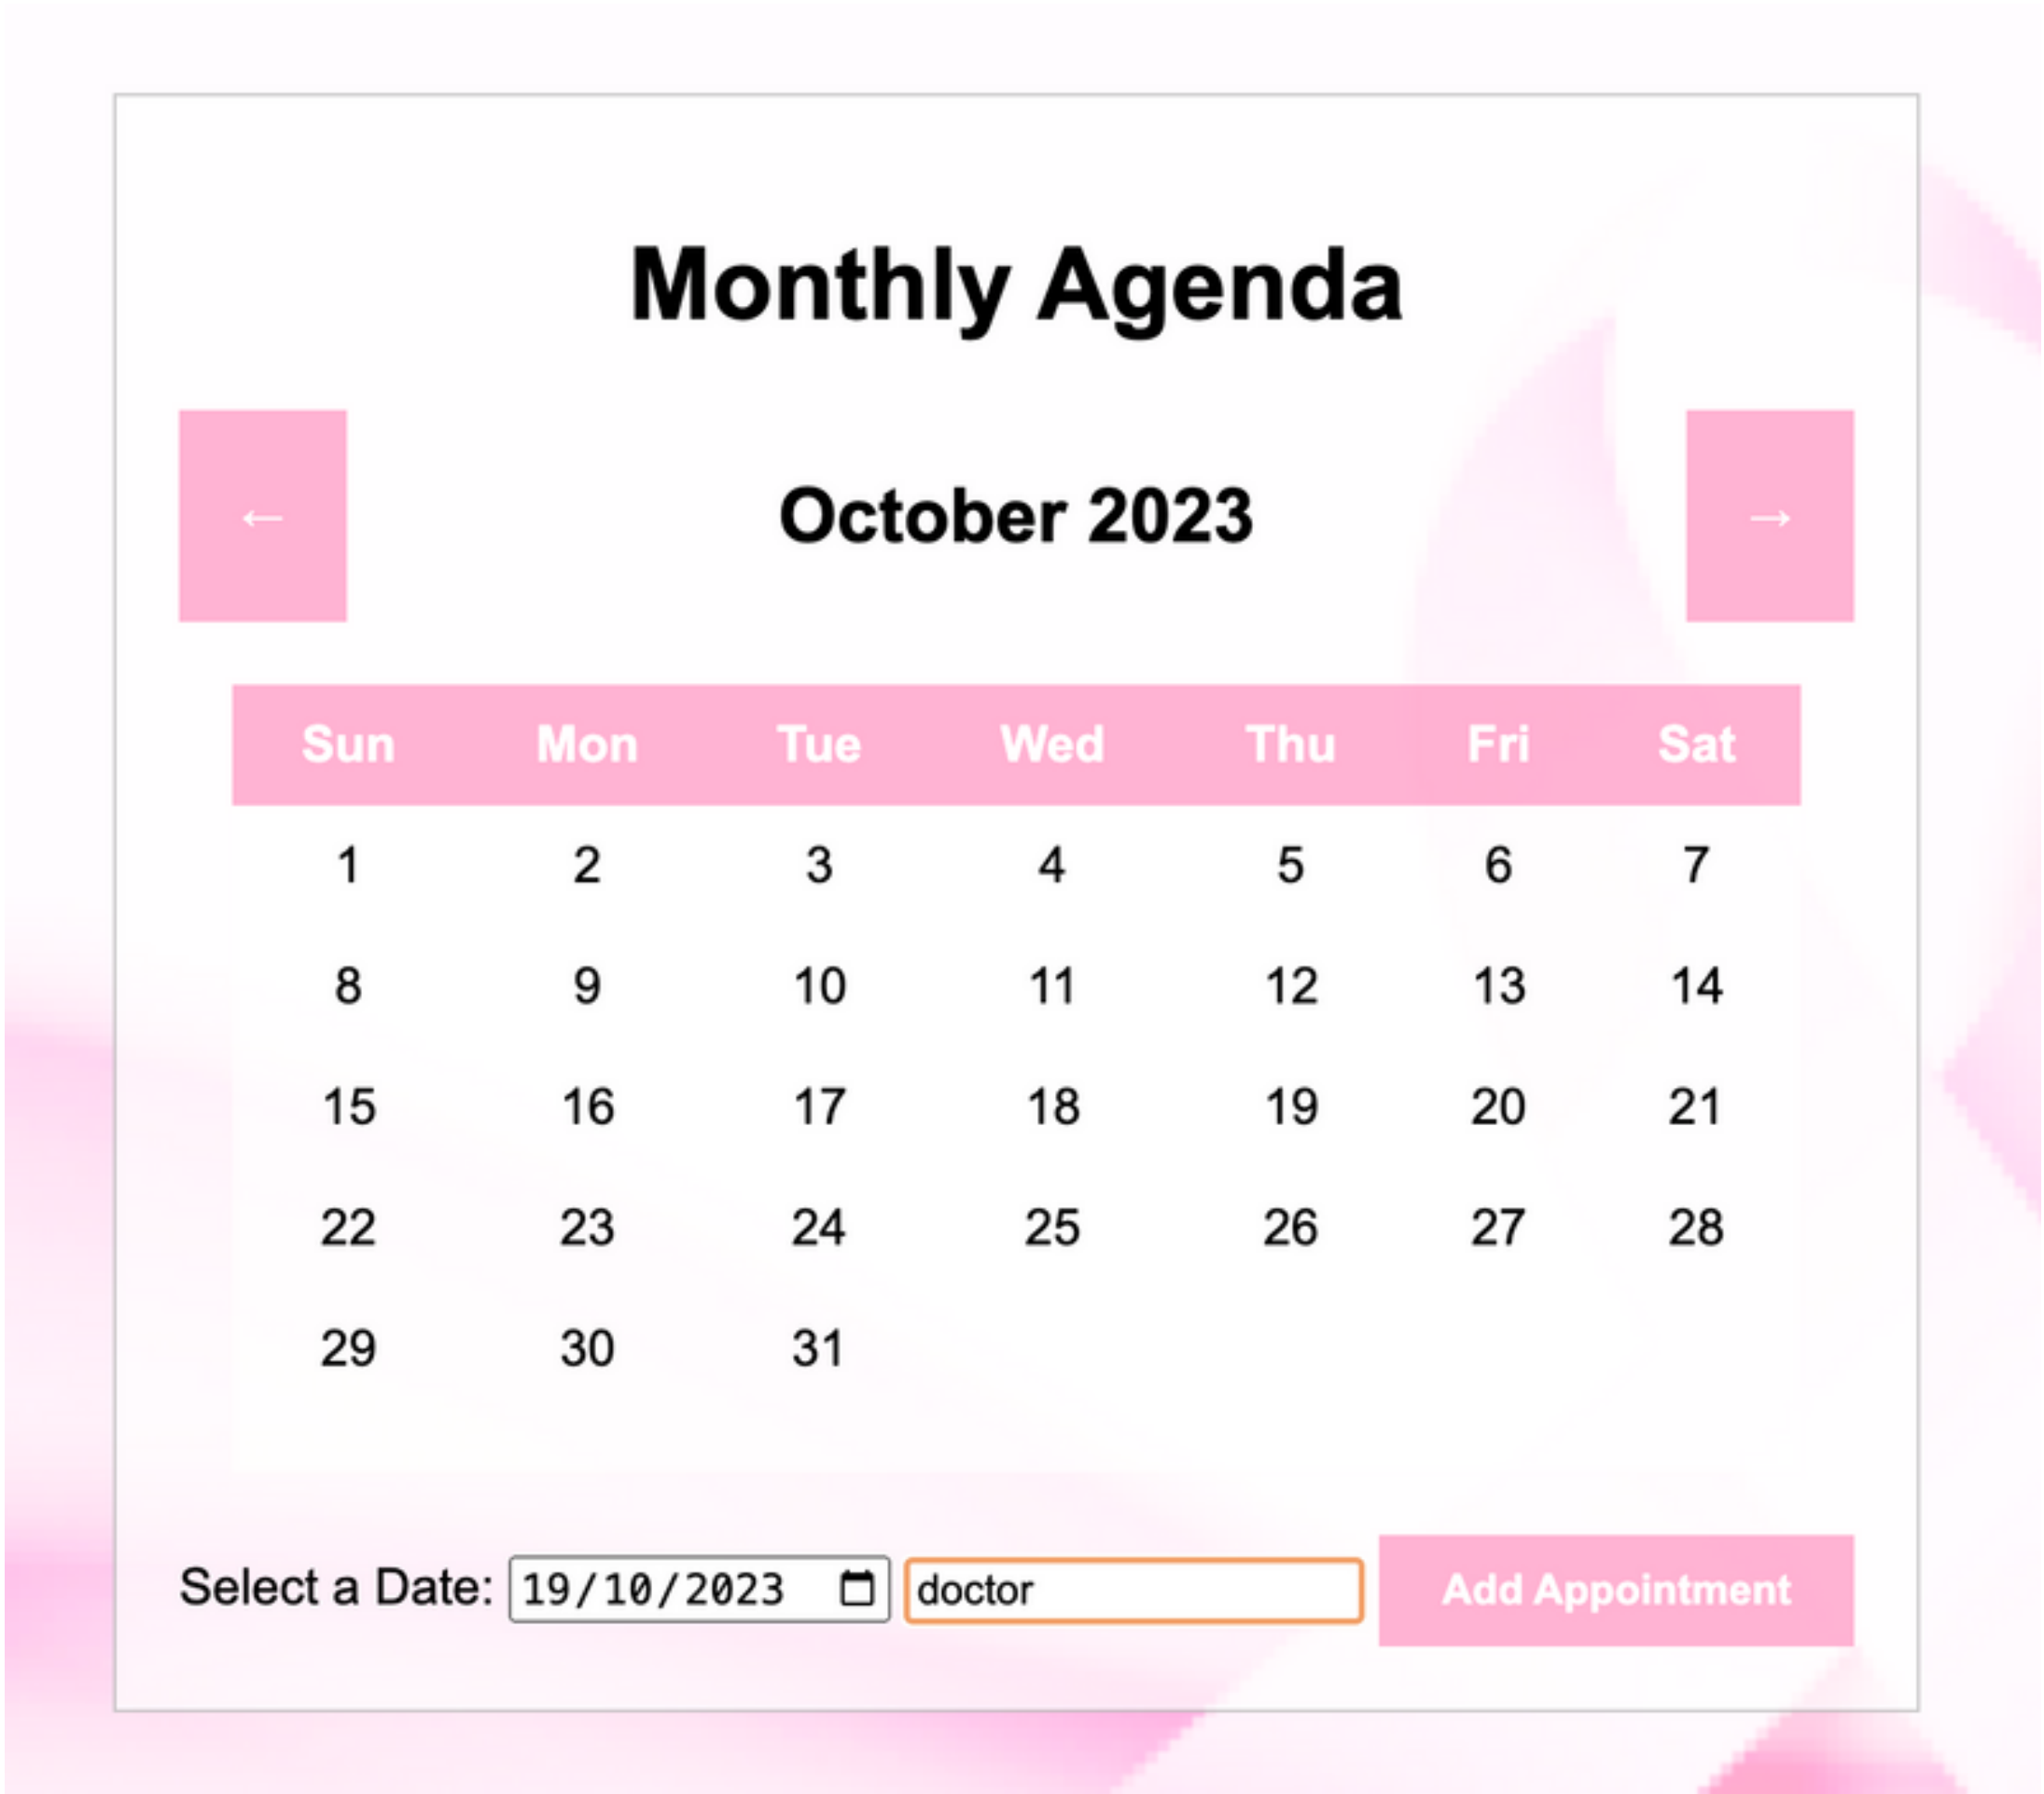 Monthly Agenda
← October 2023 →
Sun Mon Tue Wed Thu Fri Sat
1 2 3 4 5 6 7
8 9 10 11 12 13 14
15 16 17 18 19 20 21
22 23 24 25 26 27 28
29 30 31
Select a Date: 19/10/2023 doctor Add Appointment